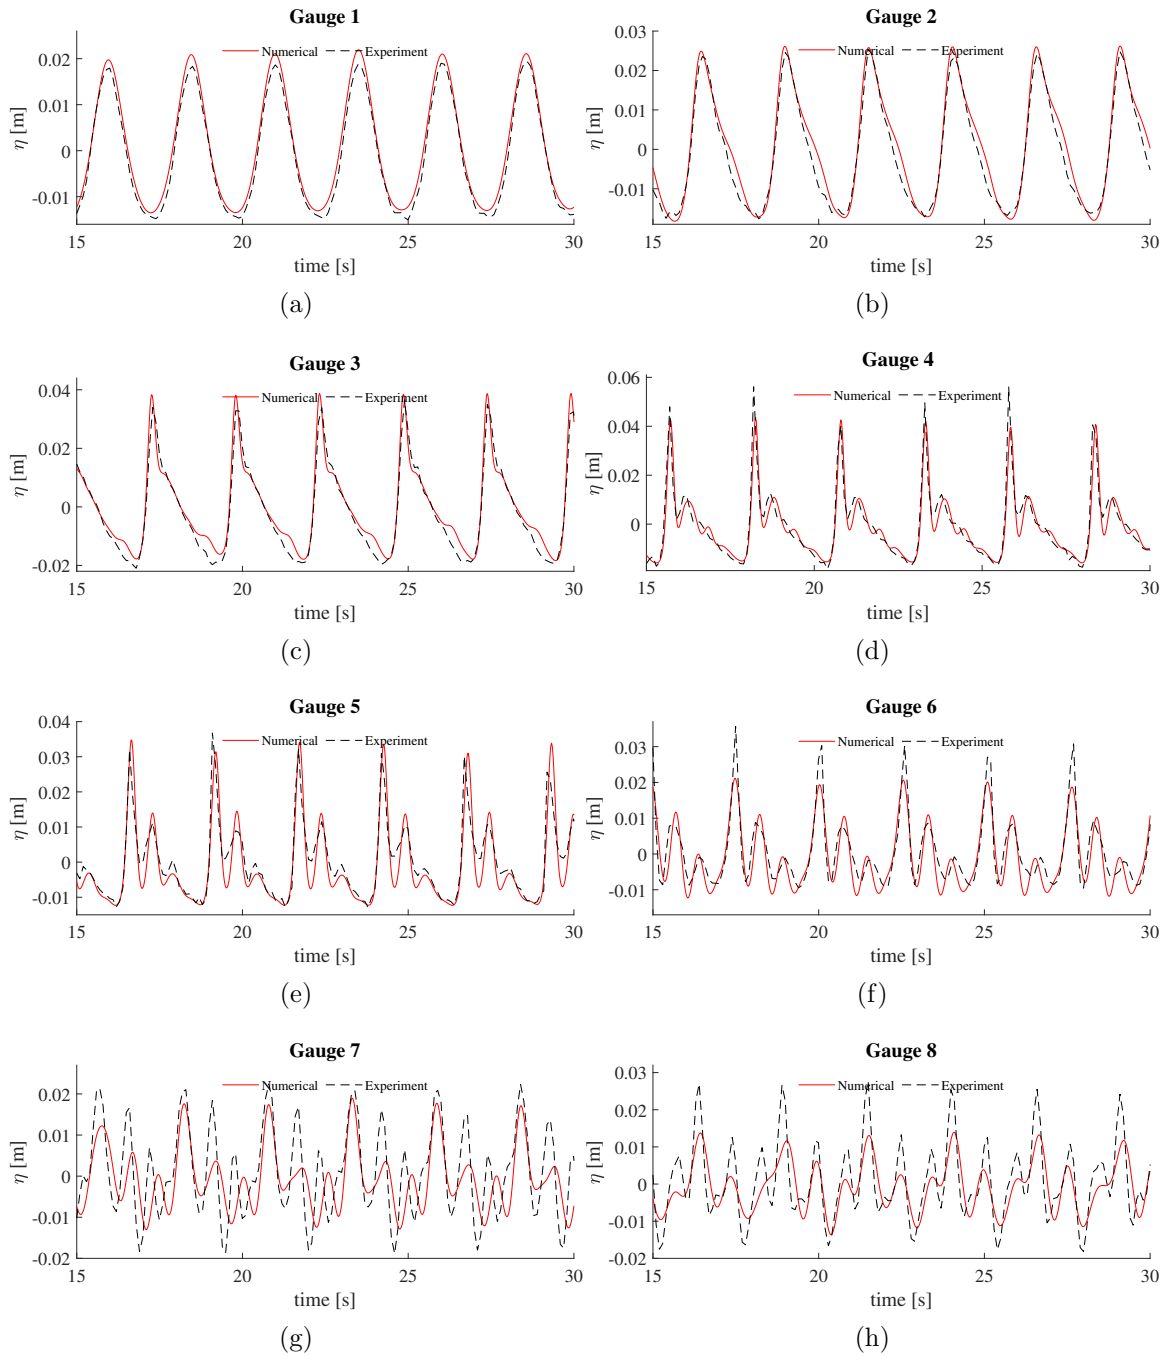 Gauge 1
Numerical Experiment
η [m]
0.02
0.01
0
-0.01
15 20 25 30
time [s]
(a)
Gauge 2
Numerical Experiment
η [m]
0.03
0.02
0.01
0
-0.01
15 20 25 30
time [s]
(b)
Gauge 3
Numerical Experiment
η [m]
0.04
0.02
0
-0.02
15 20 25 30
time [s]
(c)
Gauge 4
Numerical Experiment
η [m]
0.06
0.04
0.02
0
15 20 25 30
time [s]
(d)
Gauge 5
Numerical Experiment
η [m]
0.04
0.03
0.02
0.01
0
-0.01
15 20 25 30
time [s]
(e)
Gauge 6
Numerical Experiment
η [m]
0.03
0.02
0.01
0
-0.01
15 20 25 30
time [s]
(f)
Gauge 7
Numerical Experiment
η [m]
0.02
0.01
0
-0.01
-0.02
15 20 25 30
time [s]
(g)
Gauge 8
Numerical Experiment
η [m]
0.03
0.02
0.01
0
-0.01
-0.02
15 20 25 30
time [s]
(h)